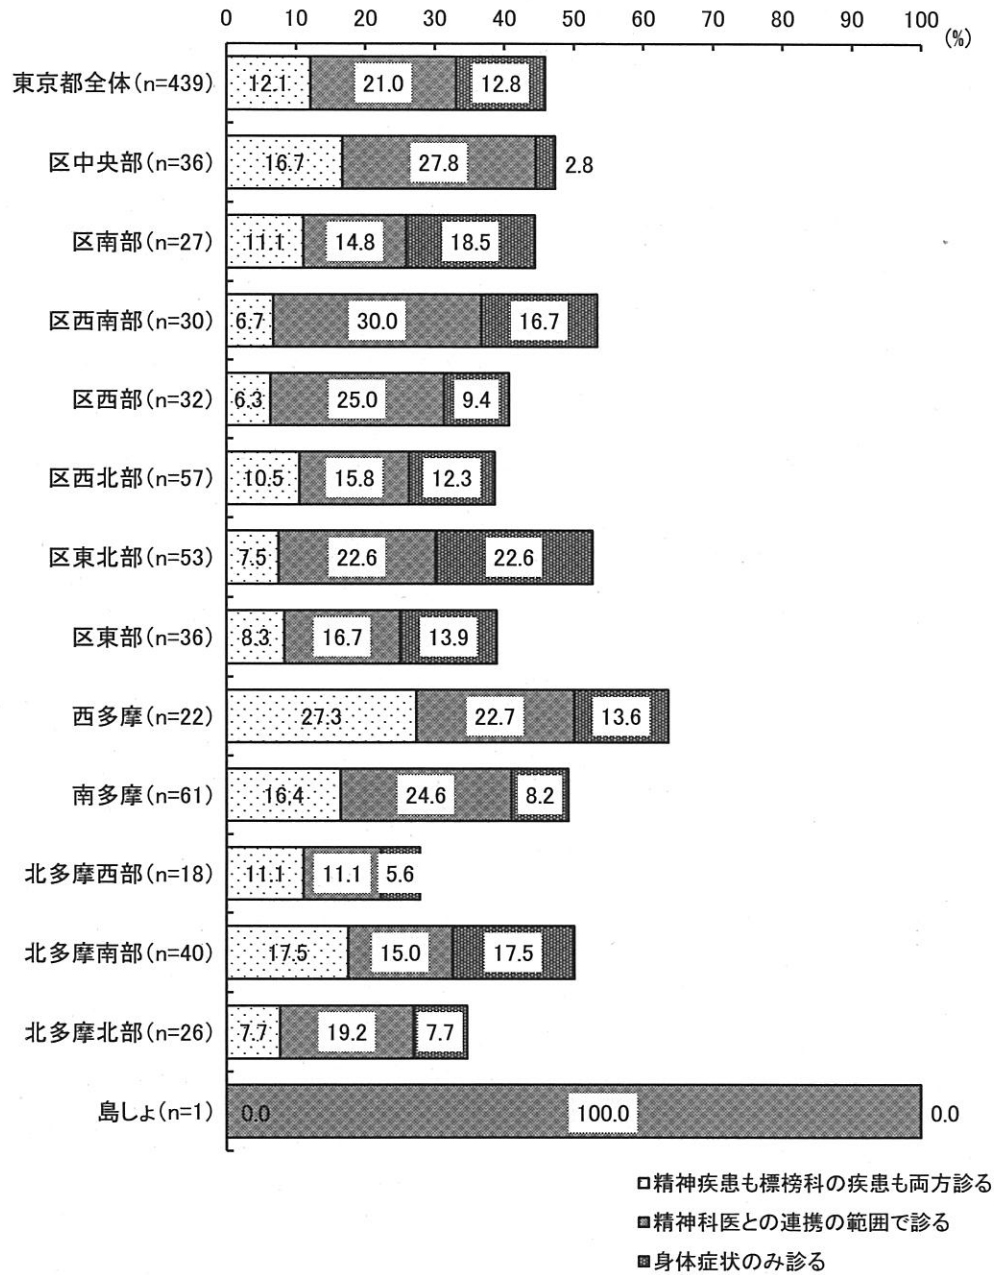 0 10 20 30 40 50 60 70 80 90 100
(%)
東京都全体(n=439) 12.1 21.0 12.8
区中央部(n=36) 16.7 27.8 2.8
区南部(n=27) 11.1 14.8 18.5
区西南部(n=30) 6.7 30.0 16.7
区西部(n=32) 6.3 25.0 9.4
区西北部(n=57) 10.5 15.8 12.3
区東北部(n=53) 7.5 22.6 22.6
区東部(n=36) 8.3 16.7 13.9
西多摩(n=22) 27.3 22.7 13.6
南多摩(n=61) 16.4 24.6 8.2
北多摩西部(n=18) 11.1 11.1 5.6
北多摩南部(n=40) 17.5 15.0 17.5
北多摩北部(n=26) 7.7 19.2 7.7
島しょ(n=1) 0.0 100.0 0.0
精神疾患も標榜科の疾患も両方診る
精神科医との連携の範囲で診る
身体症状のみ診る